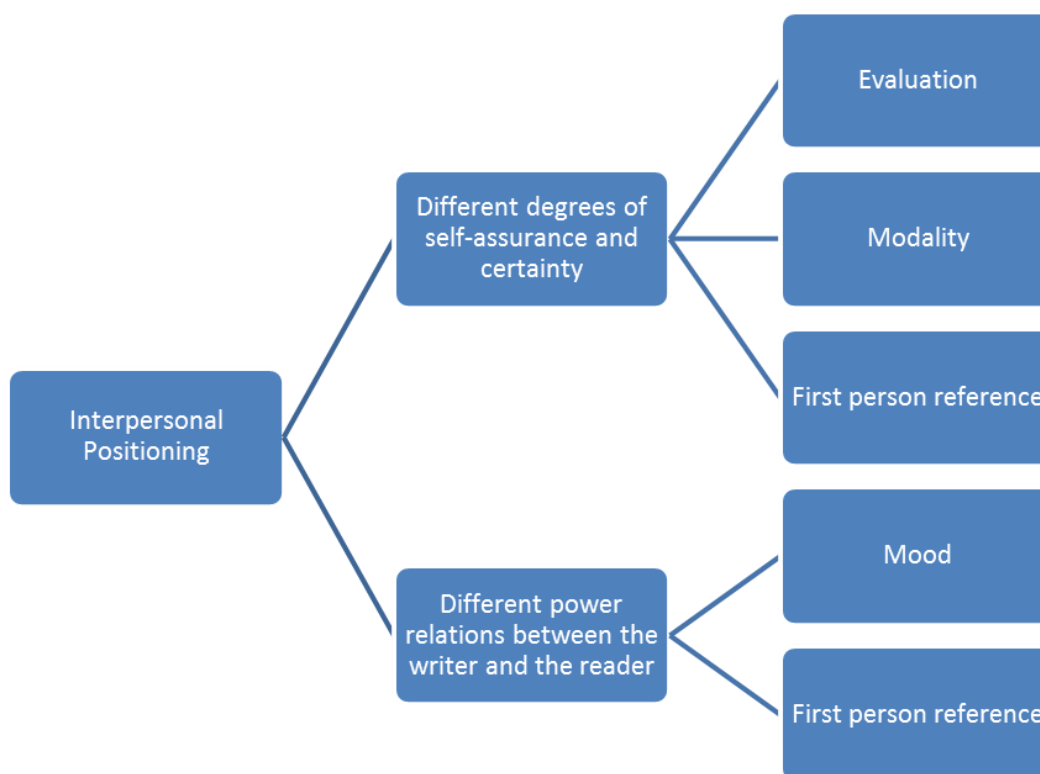 Interpersonal
Positioning
Different degrees of
self-assurance and
certainty
Evaluation
Modality
First person reference
Different power
relations between the
writer and the reader
Mood
First person reference